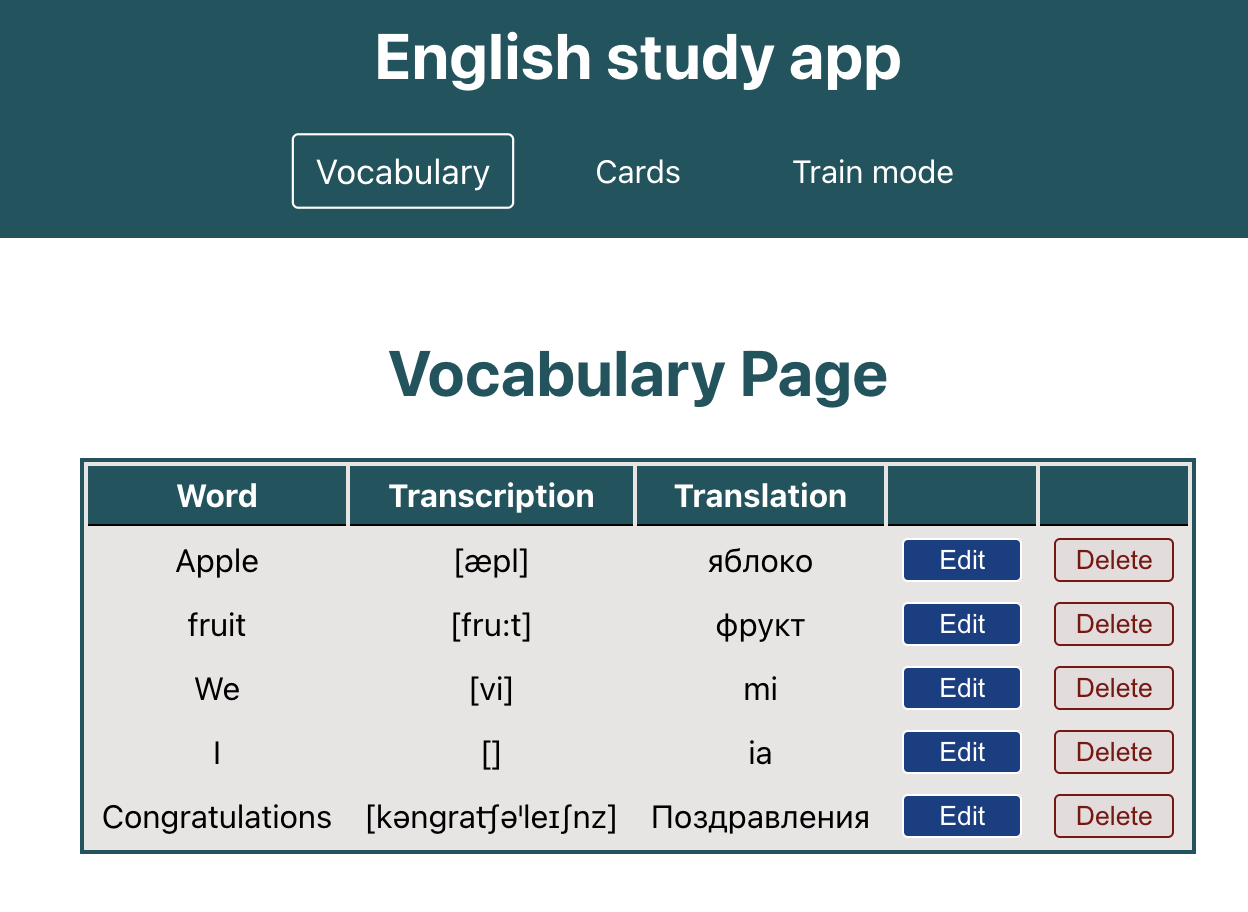 English study app
Vocabulary Cards Train mode
Vocabulary Page
Word Transcription Translation
Apple [æpl] яблоко Edit Delete
fruit [fru:t] фрукт Edit Delete
We [vi] mi Edit Delete
I [] ia Edit Delete
Congratulations [kəngraʧəˈleɪʃnz] Поздравления Edit Delete